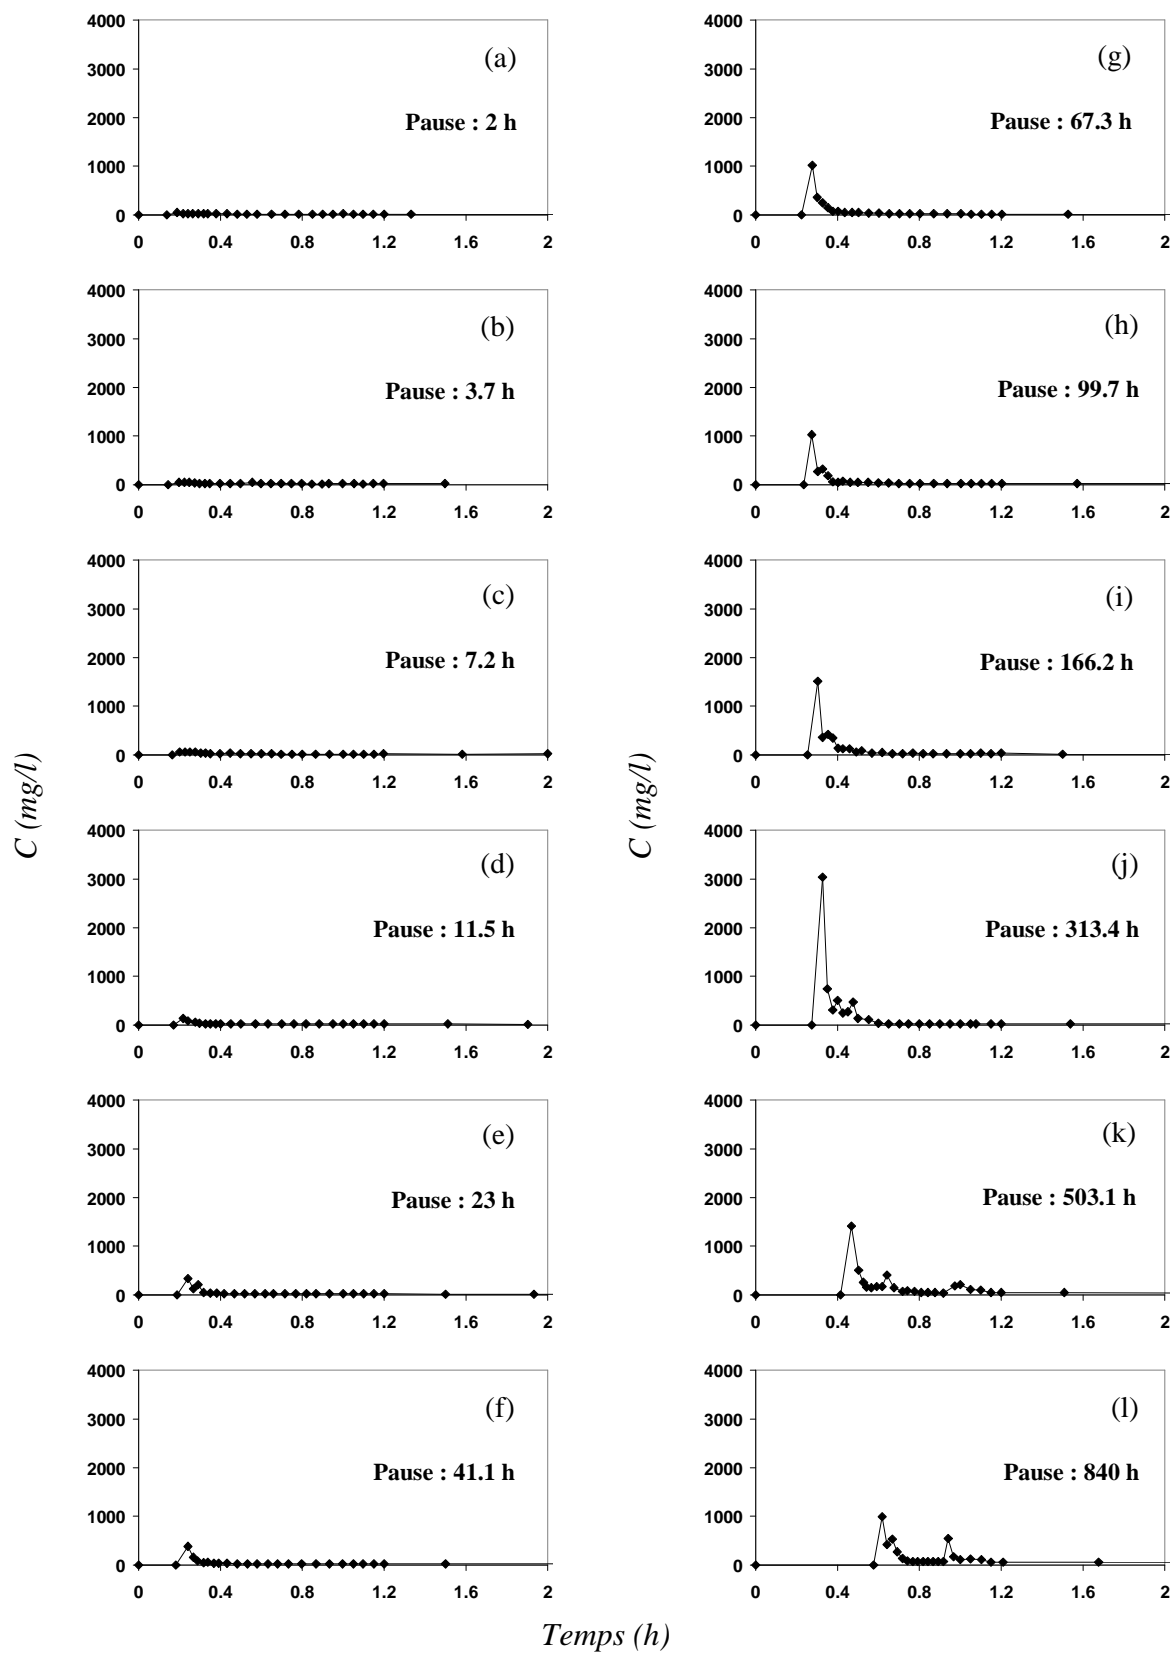 4000
(a)
3000
Pause : 2 h
2000
1000
0
0 0.4 0.8 1.2 1.6 2
4000
(b)
3000
Pause : 3.7 h
2000
1000
0
0 0.4 0.8 1.2 1.6 2
4000
(c)
3000
Pause : 7.2 h
2000
1000
0
0 0.4 0.8 1.2 1.6 2
C (mg/l)
4000
(d)
3000
Pause : 11.5 h
2000
1000
0
0 0.4 0.8 1.2 1.6 2
4000
(e)
3000
Pause : 23 h
2000
1000
0
0 0.4 0.8 1.2 1.6 2
4000
(f)
3000
Pause : 41.1 h
2000
1000
0
0 0.4 0.8 1.2 1.6 2
4000
(g)
3000
Pause : 67.3 h
2000
1000
0
0 0.4 0.8 1.2 1.6 2
4000
(h)
3000
Pause : 99.7 h
2000
1000
0
0 0.4 0.8 1.2 1.6 2
4000
(i)
3000
Pause : 166.2 h
2000
1000
0
0 0.4 0.8 1.2 1.6 2
C (mg/l)
4000
(j)
3000
Pause : 313.4 h
2000
1000
0
0 0.4 0.8 1.2 1.6 2
4000
(k)
3000
Pause : 503.1 h
2000
1000
0
0 0.4 0.8 1.2 1.6 2
4000
(l)
3000
Pause : 840 h
2000
1000
0
0 0.4 0.8 1.2 1.6 2
Temps (h)